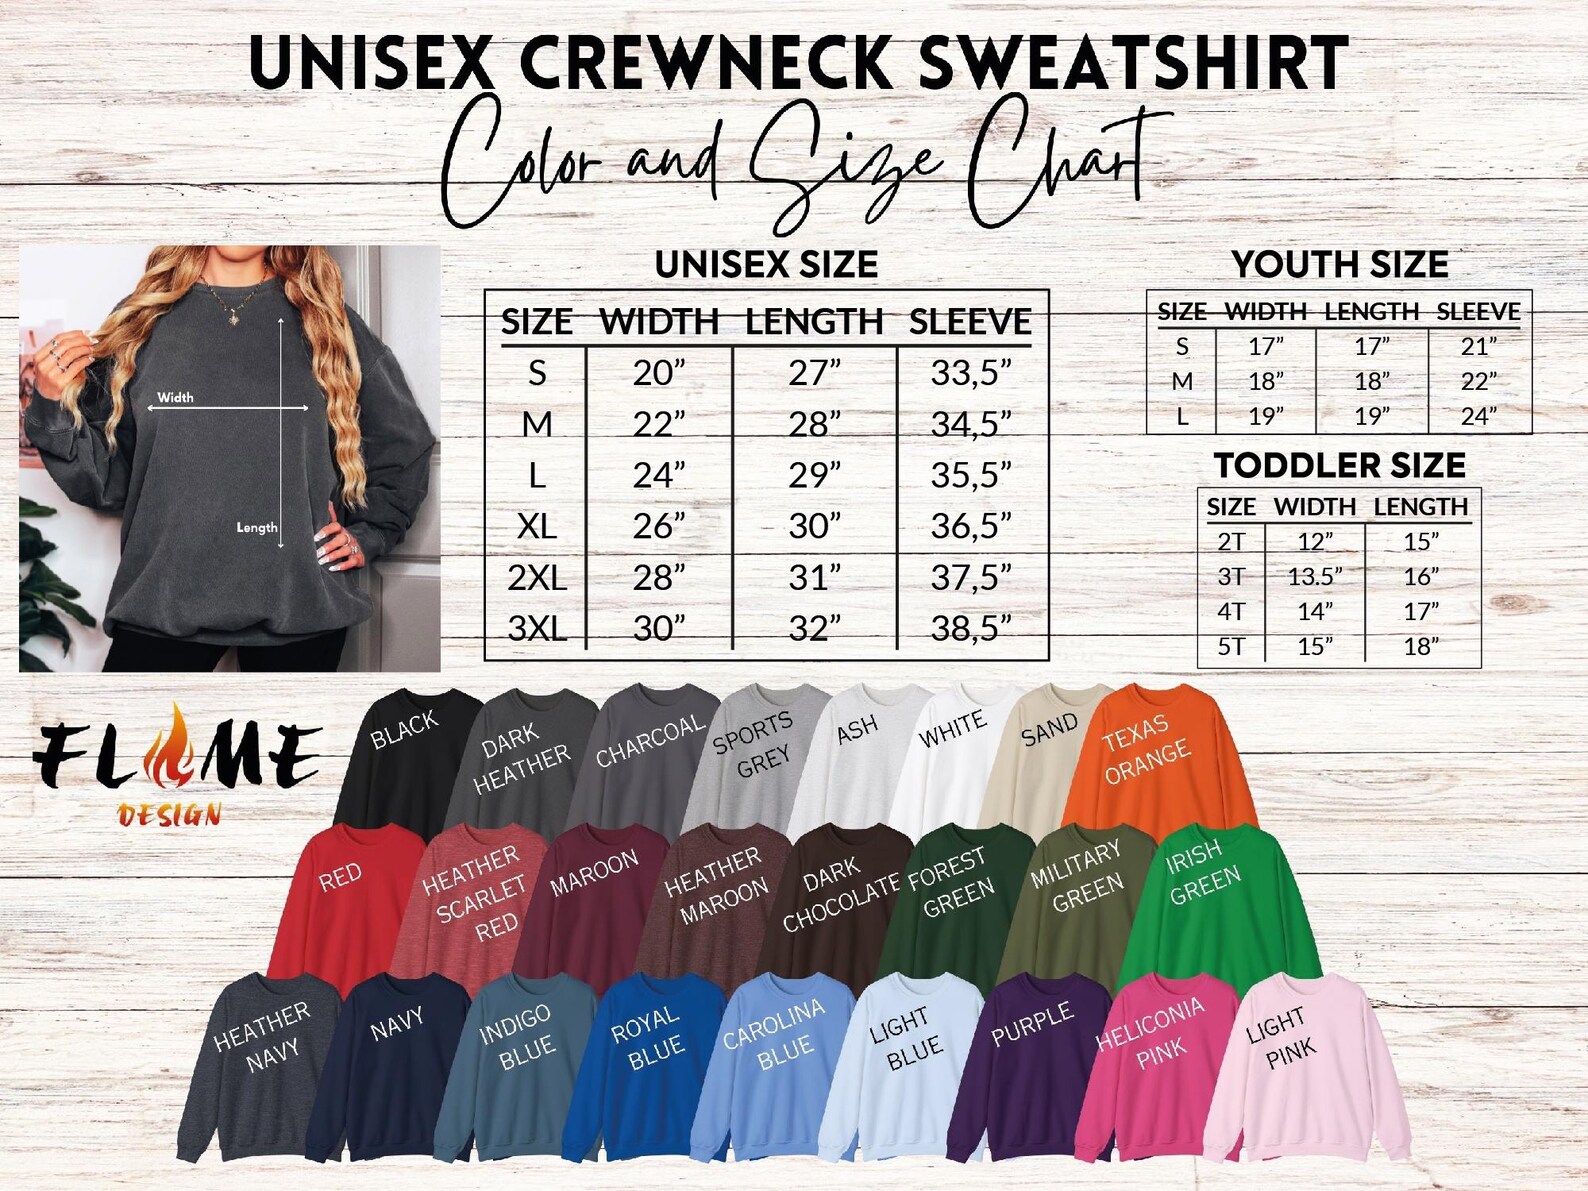 UNISEX CREWNECK SWEATSHIRT
Color and Size Chart
Width
Length
UNISEX SIZE
SIZE WIDTH LENGTH SLEEVE
S 20” 27” 33,5”
M 22” 28” 34,5”
L 24” 29” 35,5”
XL 26” 30” 36,5”
2XL 28” 31” 37,5”
3XL 30” 32” 38,5”
YOUTH SIZE
SIZE WIDTH LENGTH SLEEVE
S 17” 17” 21”
M 18” 18” 22”
L 19” 19” 24”
TODDLER SIZE
SIZE WIDTH LENGTH
2T 12” 15”
3T 13.5” 16”
4T 14” 17”
5T 15” 18”
FLAME
DESIGN
BLACK
DARK
HEATHER
CHARCOAL
SPORTS
GREY
ASH
WHITE
SAND
TEXAS
ORANGE
RED
HEATHER
SCARLET
RED
MAROON
HEATHER
MAROON
DARK
CHOCOLATE
FOREST
GREEN
MILITARY
GREEN
IRISH
GREEN
HEATHER
NAVY
NAVY
INDIGO
BLUE
ROYAL
BLUE
CAROLINA
BLUE
LIGHT
BLUE
PURPLE
HELICONIA
PINK
LIGHT
PINK